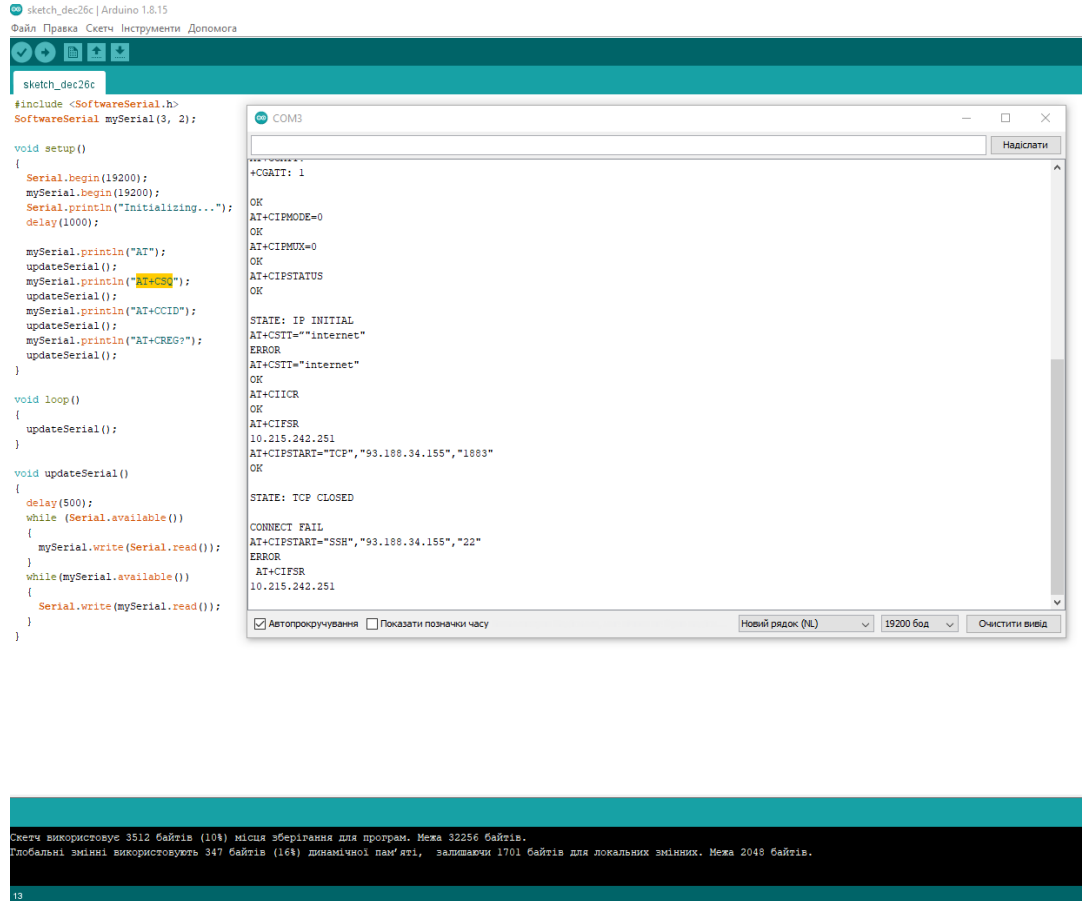 sketch_dec26c | Arduino 1.8.15
Файл Правка Скетч Інструменти Допомога
sketch_dec26c
#include <SoftwareSerial.h>
SoftwareSerial mySerial(3, 2);
void setup()
{
Serial.begin(19200);
mySerial.begin(19200);
Serial.println("Initializing...");
delay(1000);
mySerial.println("AT");
updateSerial();
mySerial.println("AT+CSQ");
updateSerial();
mySerial.println("AT+CCID");
updateSerial();
mySerial.println("AT+CREG?");
updateSerial();
}
void loop()
{
updateSerial();
}
void updateSerial()
{
delay(500);
while (Serial.available())
{
mySerial.write(Serial.read());
}
while(mySerial.available())
{
Serial.write(mySerial.read());
}
}
COM3
Надіслати
+CGATT: 1
OK
AT+CIPMODE=0
OK
AT+CIPMUX=0
OK
AT+CIPSTATUS
OK
STATE: IP INITIAL
AT+CSTT=“"internet"
ERROR
AT+CSTT="internet"
OK
AT+CIICR
OK
AT+CIFSR
10.215.242.251
AT+CIPSTART="TCP","93.188.34.155","1883"
OK
STATE: TCP CLOSED
CONNECT FAIL
AT+CIPSTART="SSH","93.188.34.155","22"
ERROR
AT+CIFSR
10.215.242.251
Автопрокручування Показати позначки часу Новий рядок (NL) 19200 бод Очистити вивід
Скетч використовує 3512 байтів (10%) місця зберігання для програм. Межа 32256 байтів.
Глобальні змінні використовують 347 байтів (16%) динамічної пам’яті, залишаючи 1701 байтів для локальних змінних. Межа 2048 байтів.
13